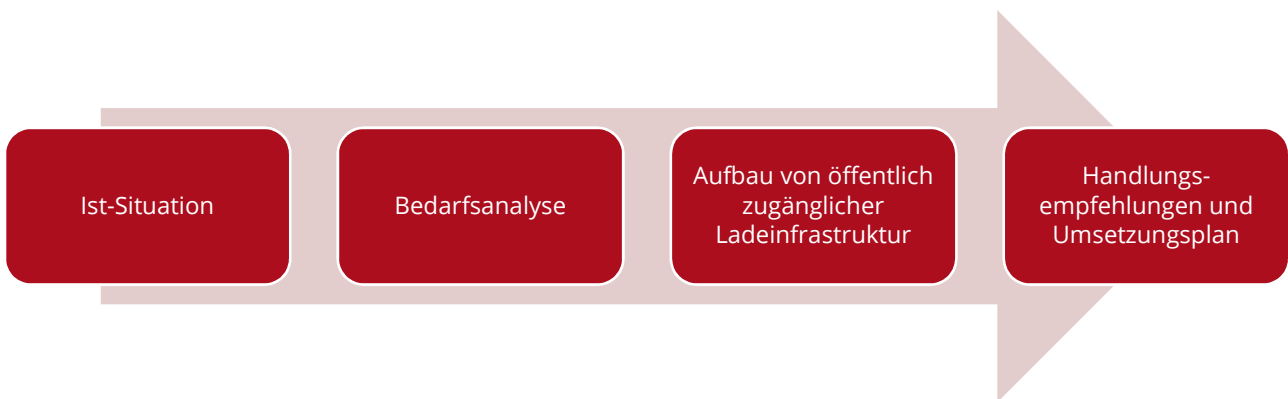 Ist-Situation
Bedarfsanalyse
Aufbau von öffentlich
zugänglicher
Ladeinfrastruktur
Handlungs-
empfehlungen und
Umsetzungsplan